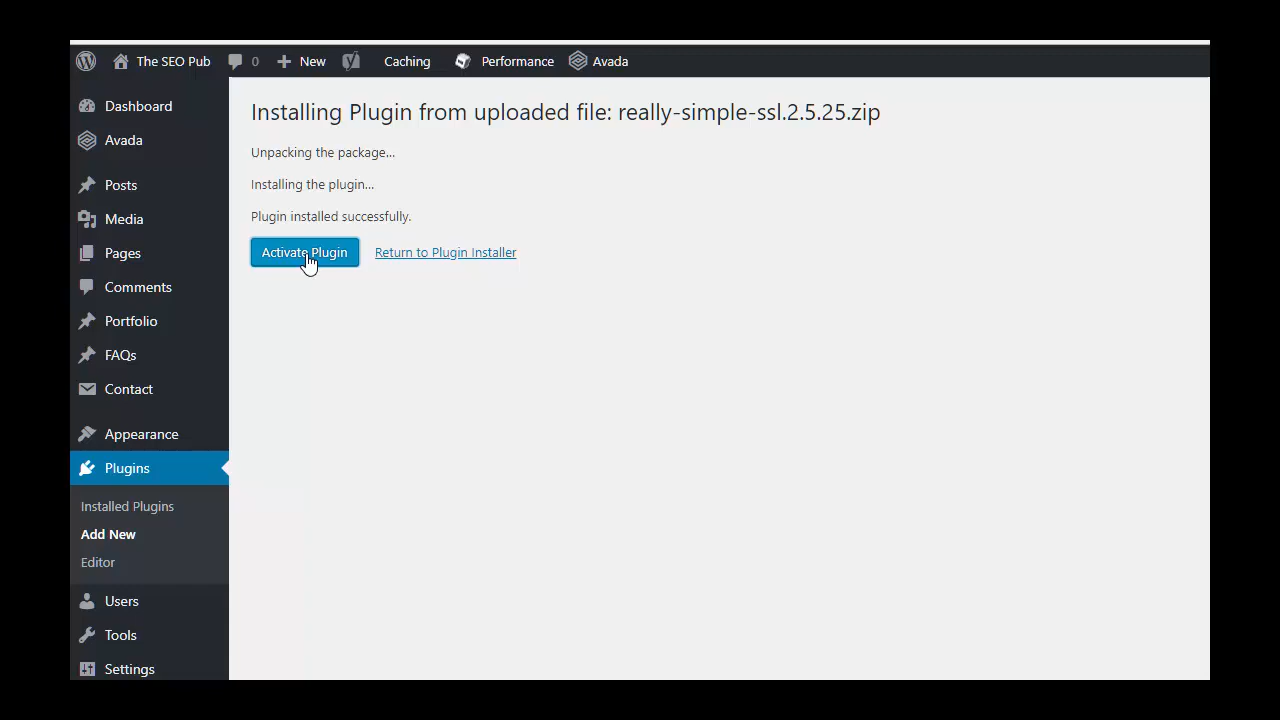 The SEO Pub 0 New Caching Performance Avada
Dashboard
Avada
Posts
Media
Pages
Comments
Portfolio
FAQs
Contact
Appearance
Plugins
Installed Plugins
Add New
Editor
Users
Tools
Settings
Installing Plugin from uploaded file: really-simple-ssl.2.5.25.zip
Unpacking the package...
Installing the plugin...
Plugin installed successfully.
Activate Plugin Return to Plugin Installer